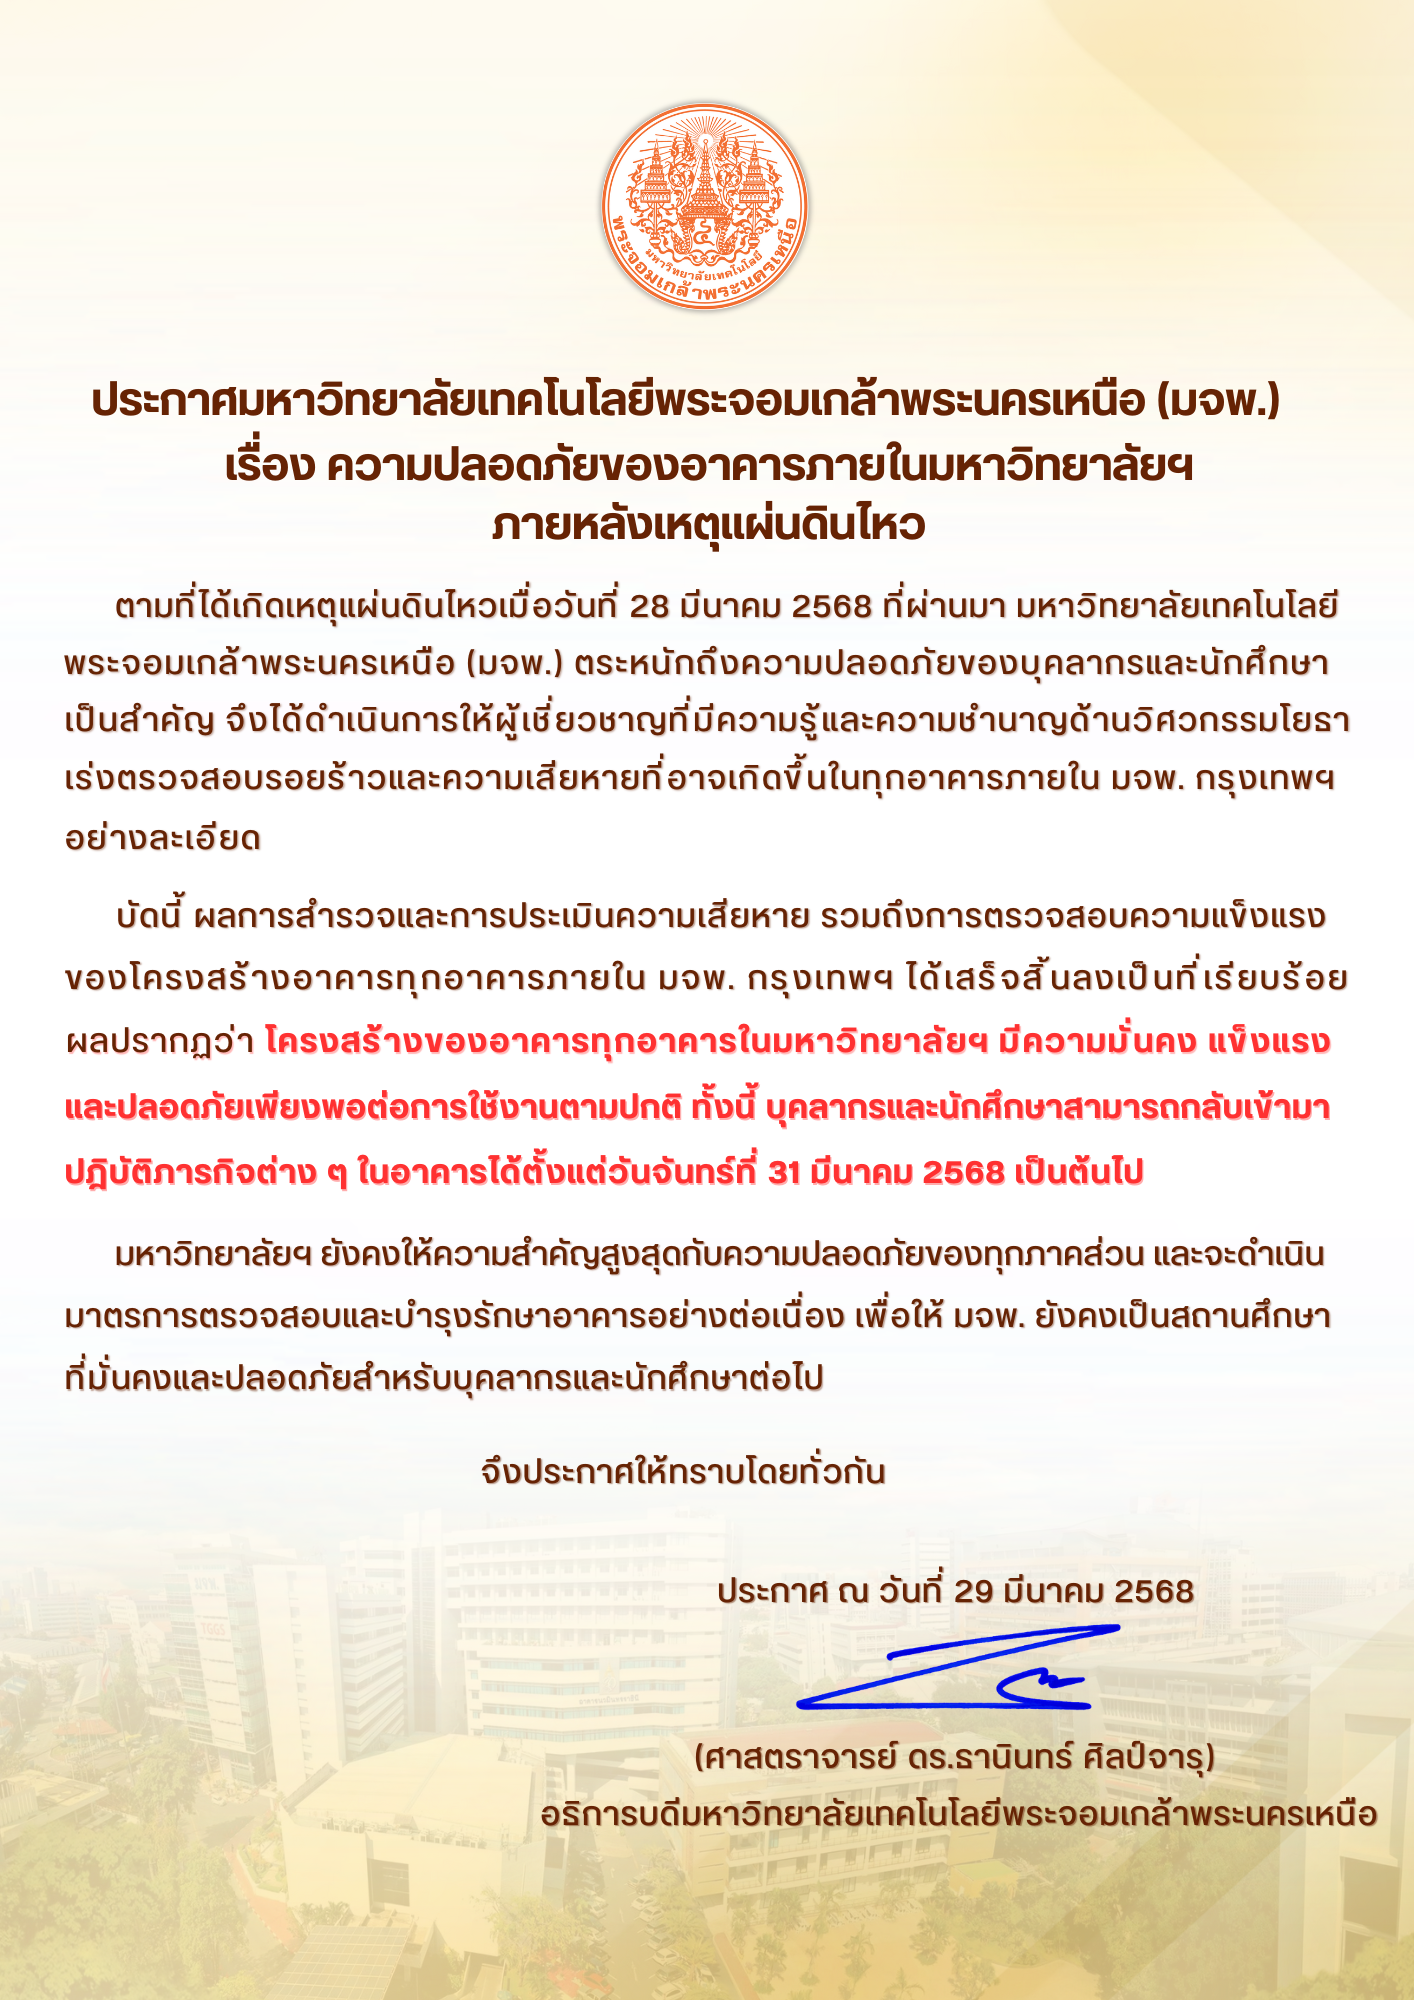 มหาวิทยาลัยเทคโนโลยี
พระจอมเกล้าพระนครเหนือ
ประกาศมหาวิทยาลัยเทคโนโลยีพระจอมเกล้าพระนครเหนือ (มจพ.)
เรื่อง ความปลอดภัยของอาคารภายในมหาวิทยาลัยฯ
ภายหลังเหตุแผ่นดินไหว
ตามที่ได้เกิดเหตุแผ่นดินไหวเมื่อวันที่ 28 มีนาคม 2568 ที่ผ่านมา มหาวิทยาลัยเทคโนโลยี
พระจอมเกล้าพระนครเหนือ (มจพ.) ตระหนักถึงความปลอดภัยของบุคลากรและนักศึกษา
เป็นสำคัญ จึงได้ดำเนินการให้ผู้เชี่ยวชาญที่มีความรู้และความชำนาญด้านวิศวกรรมโยธา
เร่งตรวจสอบรอยร้าวและความเสียหายที่อาจเกิดขึ้นในทุกอาคารภายใน มจพ. กรุงเทพฯ
อย่างละเอียด
บัดนี้ ผลการสำรวจและการประเมินความเสียหาย รวมถึงการตรวจสอบความแข็งแรง
ของโครงสร้างอาคารทุกอาคารภายใน มจพ. กรุงเทพฯ ได้เสร็จสิ้นลงเป็นที่เรียบร้อย
ผลปรากฏว่า โครงสร้างของอาคารทุกอาคารในมหาวิทยาลัยฯ มีความมั่นคง แข็งแรง
และปลอดภัยเพียงพอต่อการใช้งานตามปกติ ทั้งนี้ บุคลากรและนักศึกษาสามารถกลับเข้ามา
ปฏิบัติภารกิจต่าง ๆ ในอาคารได้ตั้งแต่วันจันทร์ที่ 31 มีนาคม 2568 เป็นต้นไป
มหาวิทยาลัยฯ ยังคงให้ความสำคัญสูงสุดกับความปลอดภัยของทุกภาคส่วน และจะดำเนิน
มาตรการตรวจสอบและบำรุงรักษาอาคารอย่างต่อเนื่อง เพื่อให้ มจพ. ยังคงเป็นสถานศึกษา
ที่มั่นคงและปลอดภัยสำหรับบุคลากรและนักศึกษาต่อไป
จึงประกาศให้ทราบโดยทั่วกัน
ประกาศ ณ วันที่ 29 มีนาคม 2568
(ศาสตราจารย์ ดร.ธานินทร์ ศิลป์จารุ)
อธิการบดีมหาวิทยาลัยเทคโนโลยีพระจอมเกล้าพระนครเหนือ
TGGS